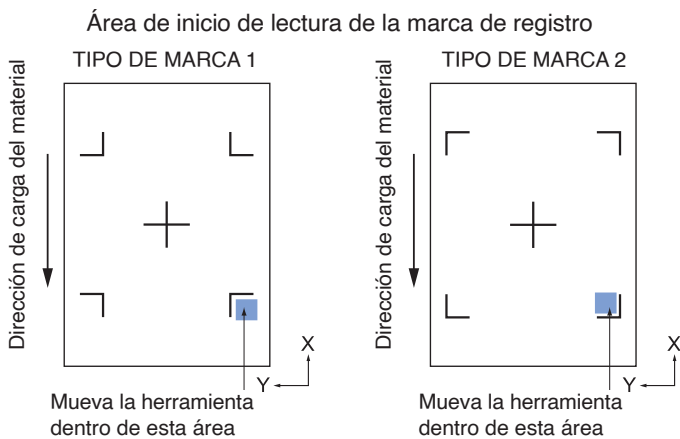 Área de inicio de lectura de la marca de registro
TIPO DE MARCA 1
Dirección de carga del material
X
Y
Mueva la herramienta
dentro de esta área
TIPO DE MARCA 2
Dirección de carga del material
X
Y
Mueva la herramienta
dentro de esta área